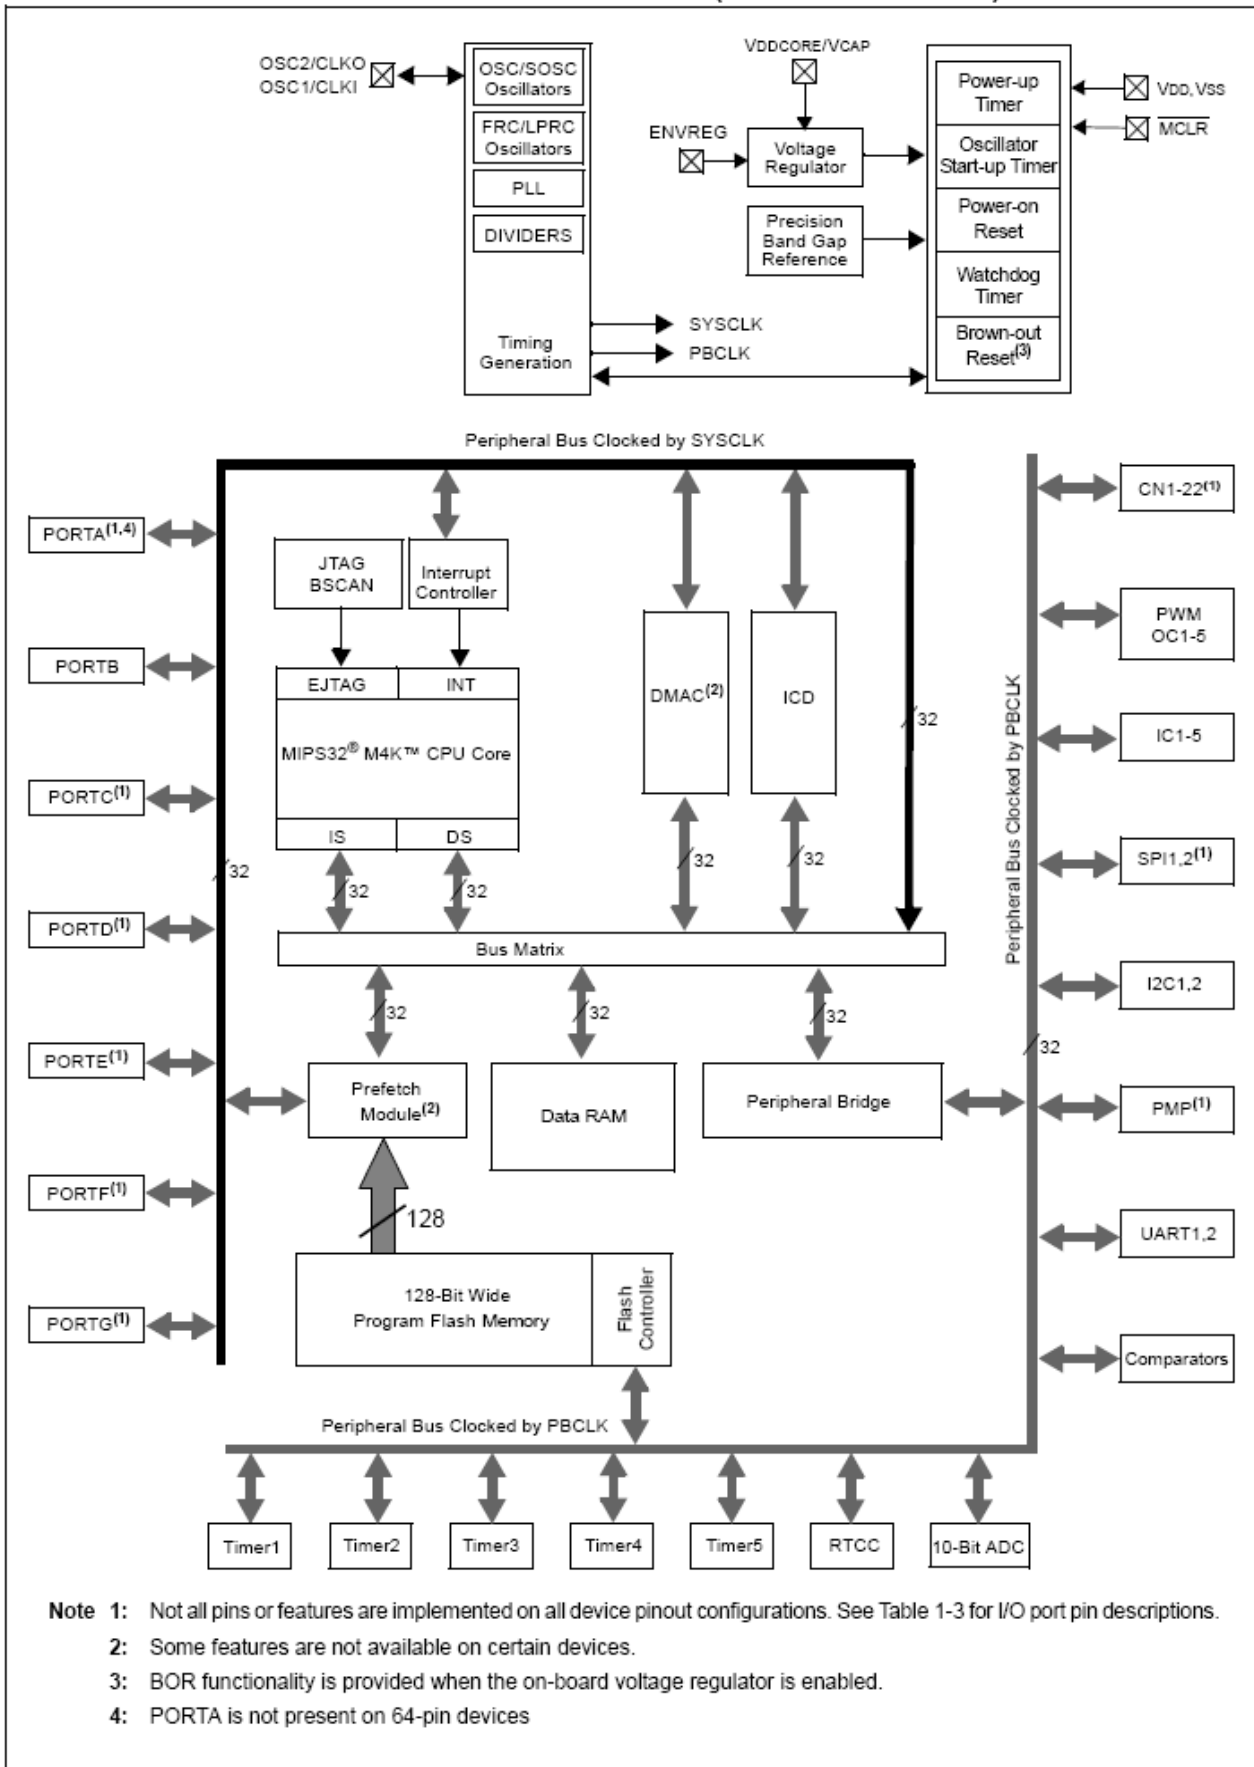 OSC2/CLKO
OSC1/CLKI
OSC/SOSC
Oscillators
FRC/LPRC
Oscillators
PLL
DIVIDERS
Timing
Generation
SYSCLK
PBCLK
VDDCORE/VCAP
ENVREG
Voltage
Regulator
Precision
Band Gap
Reference
Power-up
Timer
Oscillator
Start-up Timer
Power-on
Reset
Watchdog
Timer
Brown-out
Reset(3)
VDD, VSS
MCLR
Peripheral Bus Clocked by SYSCLK
PORTA(1,4)
PORTB
PORTC(1)
PORTD(1)
PORTE(1)
PORTF(1)
PORTG(1)
32
JTAG
BSCAN
Interrupt
Controller
EJTAG
INT
MIPS32® M4K™ CPU Core
IS
DS
32
32
DMAC(2)
ICD
32
32
32
Bus Matrix
32
32
32
Prefetch
Module(2)
Data RAM
Peripheral Bridge
128
128-Bit Wide
Program Flash Memory
Flash
Controller
Peripheral Bus Clocked by PBCLK
32
CN1-22(1)
PWM
OC1-5
IC1-5
SPI1,2(1)
I2C1,2
PMP(1)
UART1,2
Comparators
Peripheral Bus Clocked by PBCLK
Timer1
Timer2
Timer3
Timer4
Timer5
RTCC
10-Bit ADC
Note 1: Not all pins or features are implemented on all device pinout configurations. See Table 1-3 for I/O port pin descriptions.
2: Some features are not available on certain devices.
3: BOR functionality is provided when the on-board voltage regulator is enabled.
4: PORTA is not present on 64-pin devices